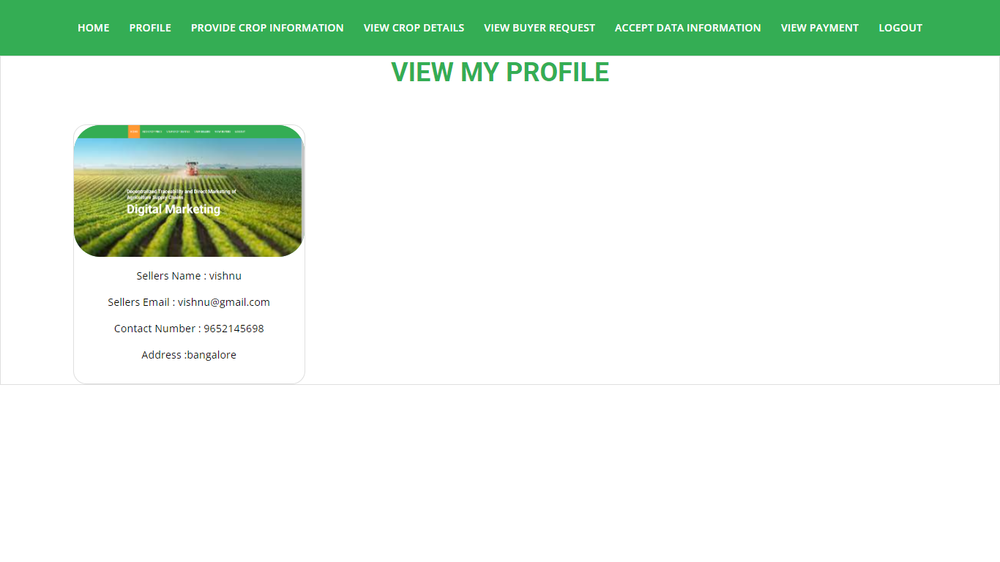 HOME PROFILE PROVIDE CROP INFORMATION VIEW CROP DETAILS VIEW BUYER REQUEST ACCEPT DATA INFORMATION VIEW PAYMENT LOGOUT
VIEW MY PROFILE
Decentralized Traceability and Direct Marketing of
Agriculture Supply Chains
Digital Marketing
Sellers Name : vishnu
Sellers Email : vishnu@gmail.com
Contact Number : 9652145698
Address :bangalore